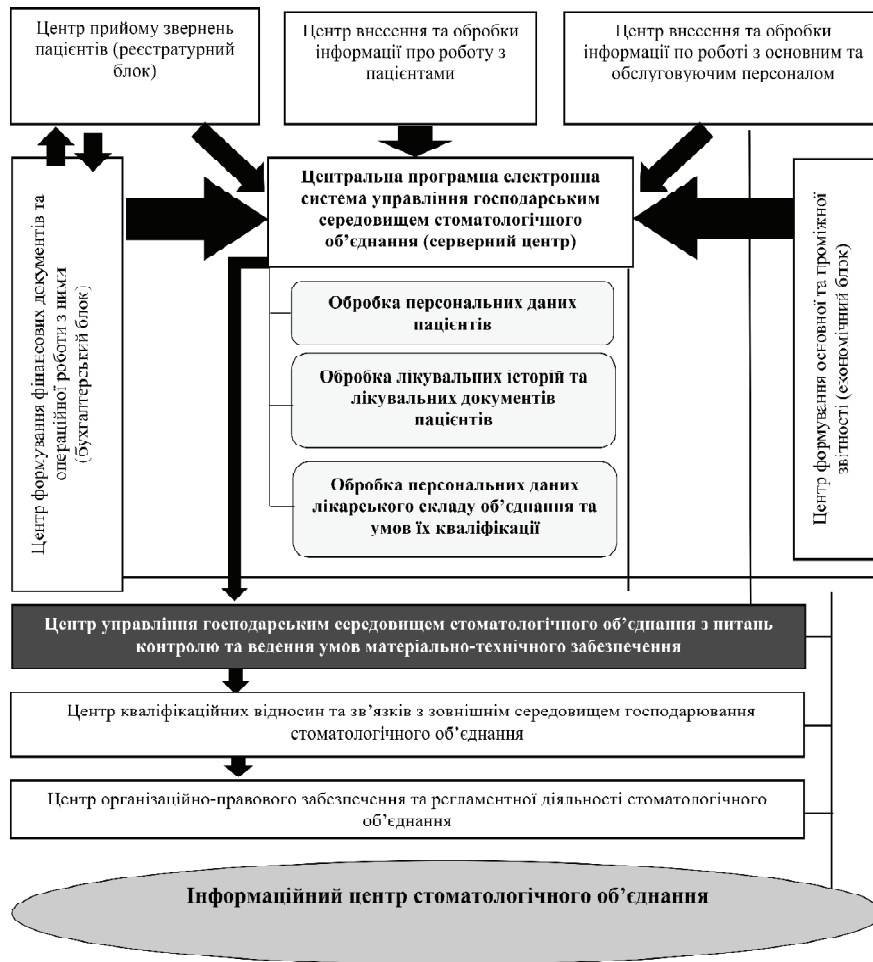 Центр прийому звернень
пацієнтів (реєстратурний
блок)
Центр внесення та обробки
інформації про роботу з
пацієнтами
Центр внесення та обробки
інформації по роботі з основним та
обслуговуючим персоналом
Центр формування фінансових документів та
операційної роботи з ними
(бухгалтерський блок)
Центральна програмна електронна
система управління господарським
середовищем стоматологічного
об’єднання (серверний центр)
Центр формування основної та проміжної
звітності (економічний блок)
Обробка персональних даних
пацієнтів
Обробка лікувальних історій та
лікувальних документів
пацієнтів
Обробка персональних даних
лікарського складу об’єднання та
умов їх кваліфікації
Центр управління господарським середовищем стоматологічного об’єднання з питань
контролю та ведення умов матеріально-технічного забезпечення
Центр кваліфікаційних відносин та зв’язків з зовнішнім середовищем господарювання
стоматологічного об’єднання
Центр організаційно-правового забезпечення та регламентної діяльності стоматологічного
об’єднання
Інформаційний центр стоматологічного об’єднання